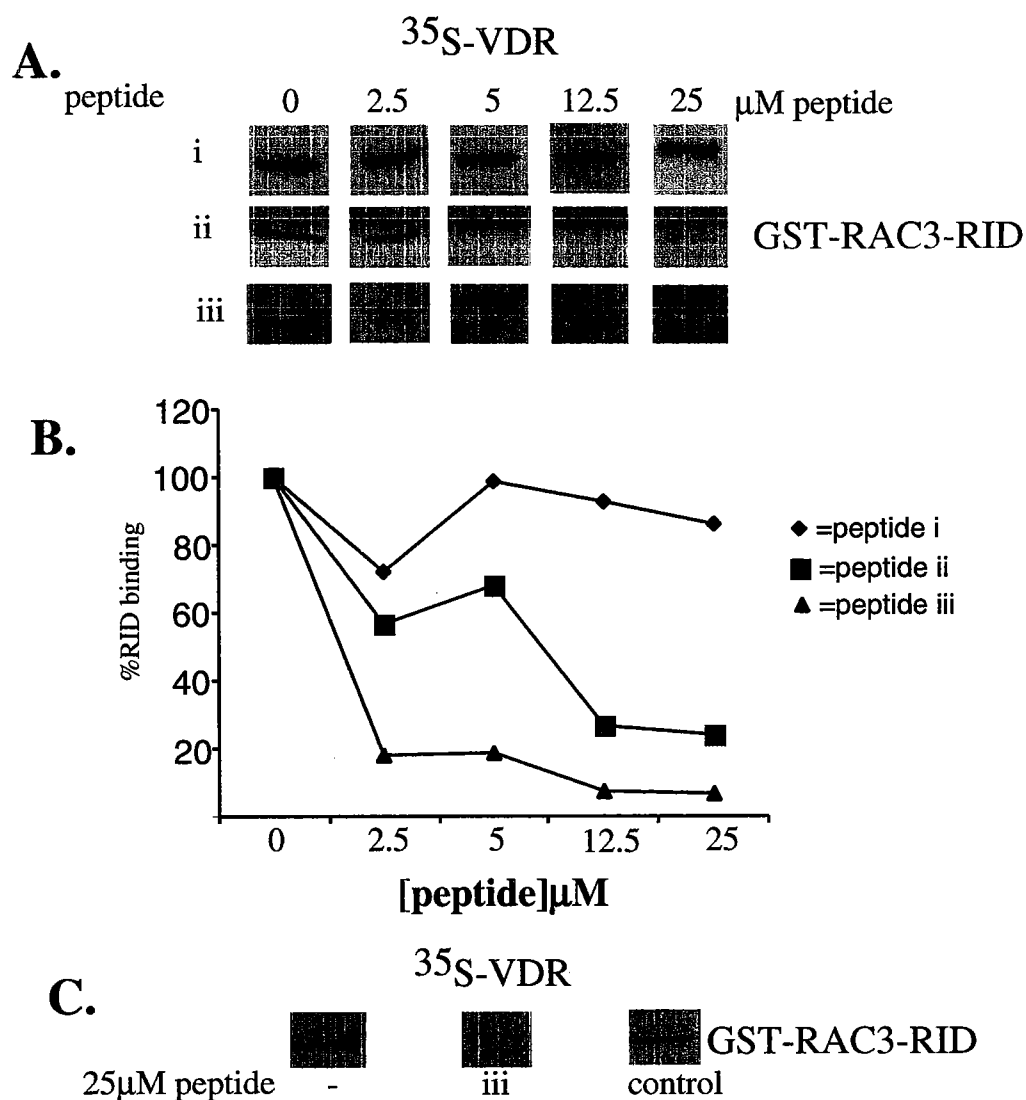 A.
35S-VDR
peptide 0 2.5 5 12.5 25 μM peptide
i
ii
GST-RAC3-RID
iii
B.
120
100
80
60
40
20
%RID binding
0 2.5 5 12.5 25
[peptide]μM
=peptide i
=peptide ii
=peptide iii
C.
35S-VDR
GST-RAC3-RID
25μM peptide - iii control